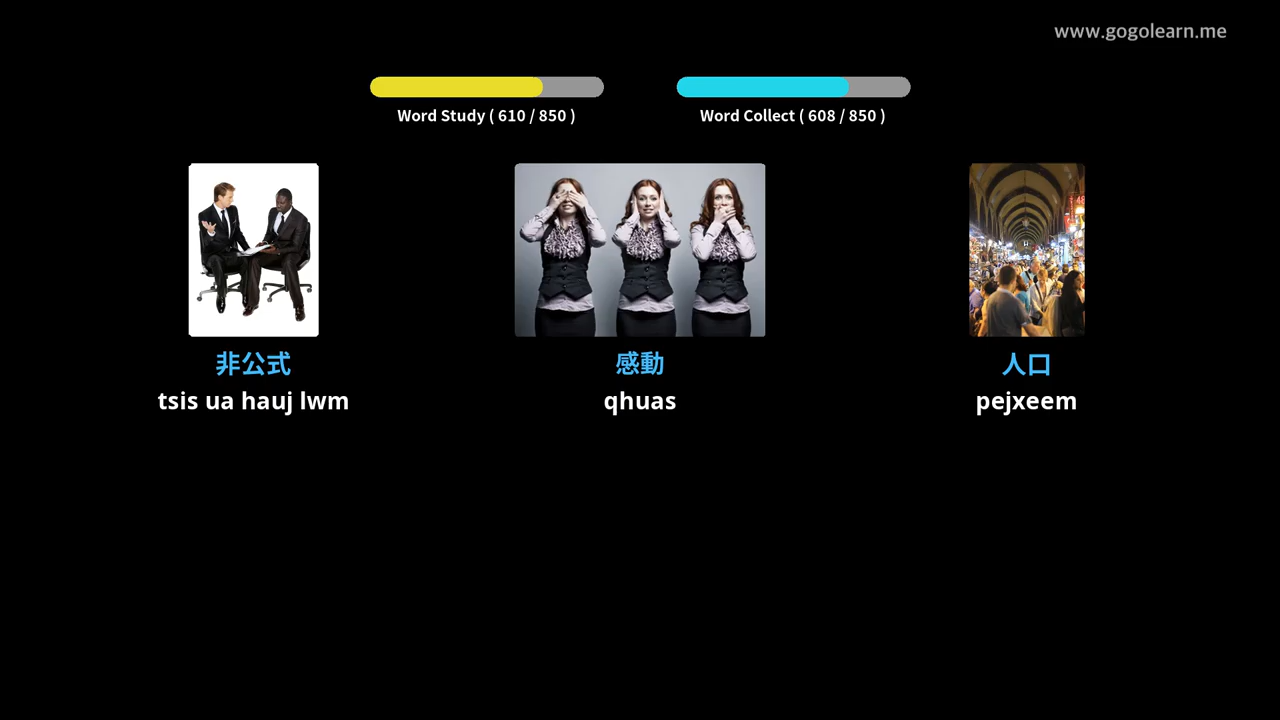 www.gogolearn.me
Word Study ( 610 / 850 )
Word Collect ( 608 / 850 )
非公式
tsis ua hauj lwm
感動
qhuas
人口
pejxeem